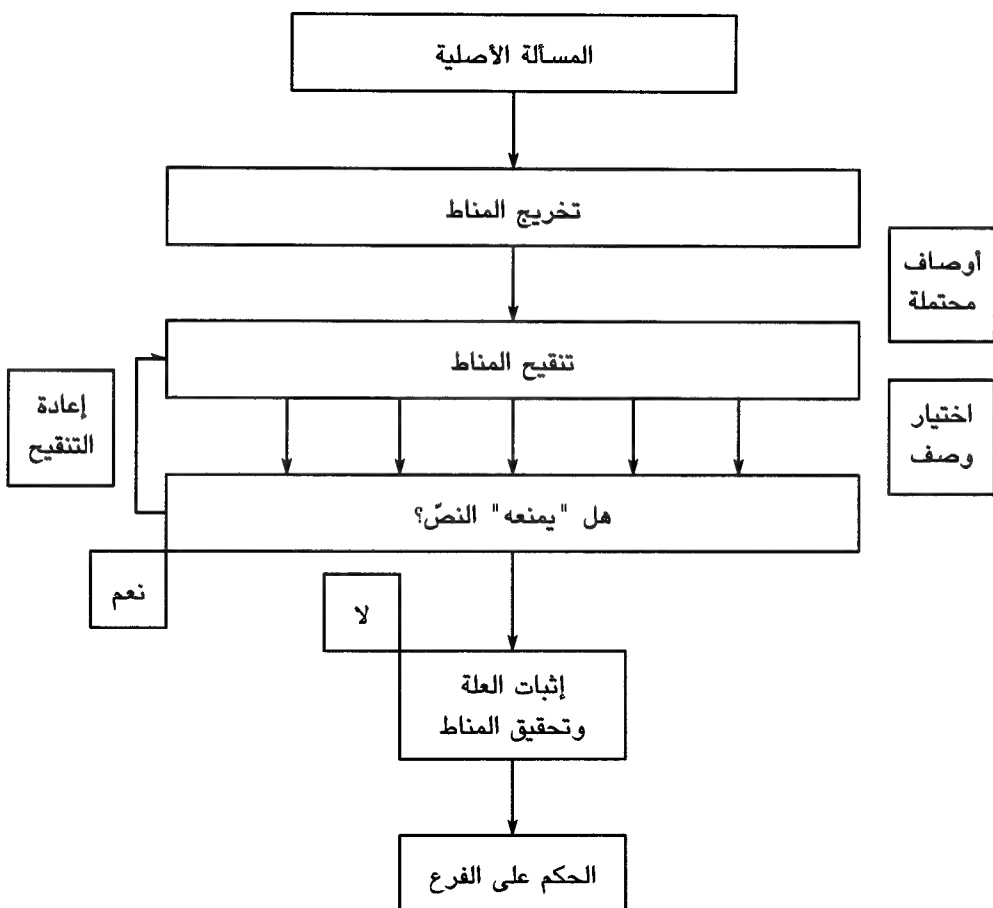 المسألة الأصلية
تخريج المناط
أوصاف
محتملة
تنقيح المناط
إعادة
التنقيح
اختيار
وصف
هل "يمنعه" النصّ؟
نعم
لا
إثبات العلة
وتحقيق المناط
الحكم على الفرع